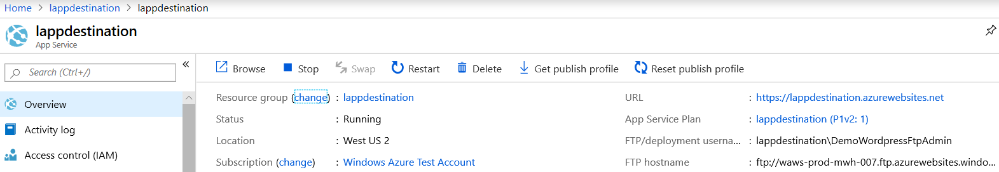 Home > lappdestination > lappdestination
lappdestination
App Service
Search (Ctrl+/)
«
Overview
Activity log
Access control (IAM)
Browse Stop Swap Restart Delete Get publish profile Reset publish profile
Resource group (change) : lappdestination
Status : Running
Location : West US 2
Subscription (change) : Windows Azure Test Account
URL : https://lappdestination.azurewebsites.net
App Service Plan : lappdestination (P1v2: 1)
FTP/deployment userna... : lappdestination\DemoWordpressFtpAdmin
FTP hostname : ftp://waws-prod-mwh-007.ftp.azurewebsites.windo...